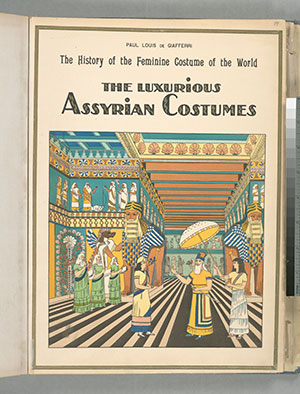 PAUL LOUIS DE GIAFFERRI
The History of the Feminine Costume of the World
THE LUXURIOUS
ASSYRIAN COSTUMES